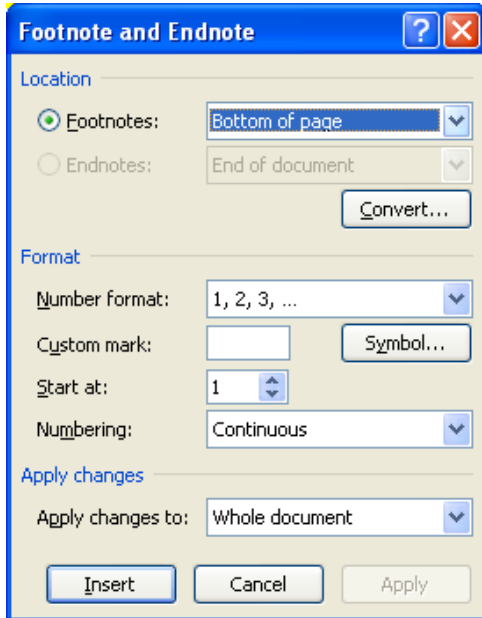 Footnote and Endnote
Location
Footnotes: Bottom of page
Endnotes: End of document
Convert...
Format
Number format: 1, 2, 3, ...
Custom mark: Symbol...
Start at: 1
Numbering: Continuous
Apply changes
Apply changes to: Whole document
Insert Cancel Apply